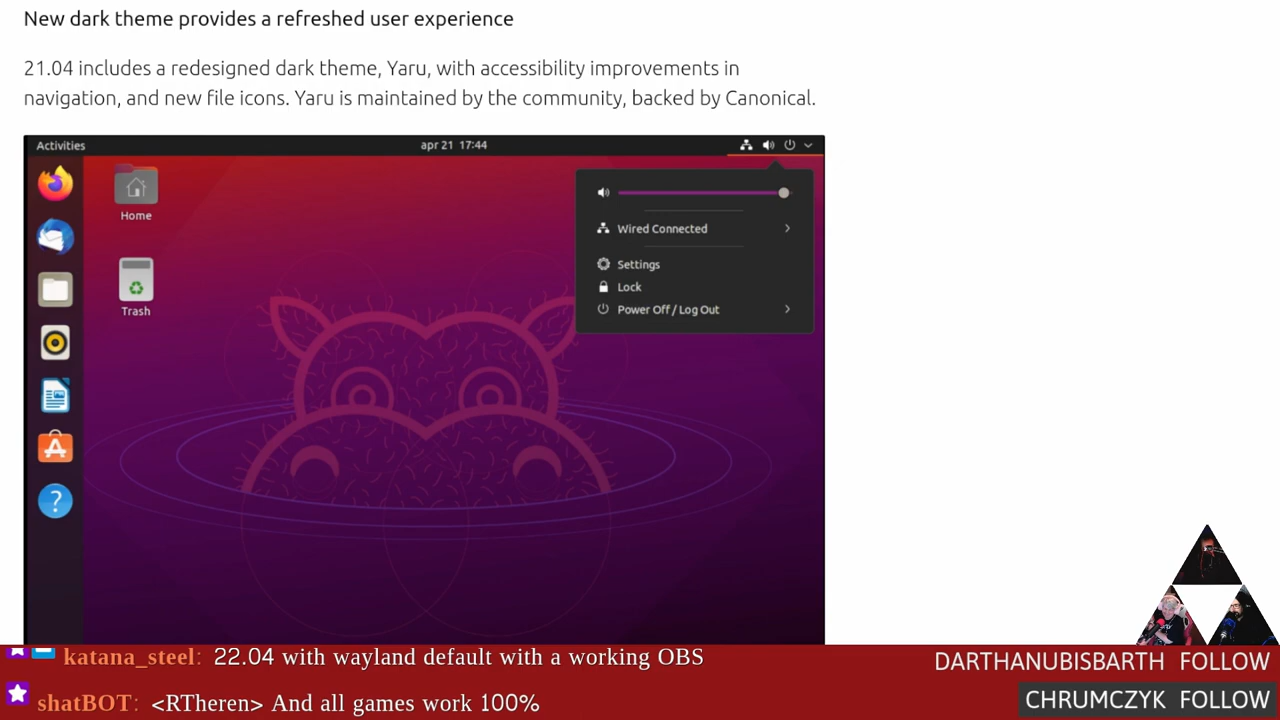 New dark theme provides a refreshed user experience
21.04 includes a redesigned dark theme, Yaru, with accessibility improvements in
navigation, and new file icons. Yaru is maintained by the community, backed by Canonical.
Activities
apr 21 17:44
Home
Trash
Wired Connected
Settings
Lock
Power Off / Log Out
?
katana_steel: 22.04 with wayland default with a working OBS
shatBOT: <RTheren> And all games work 100%
DARTHANUBISBARTH FOLLOW
CHRUMCZYK FOLLOW